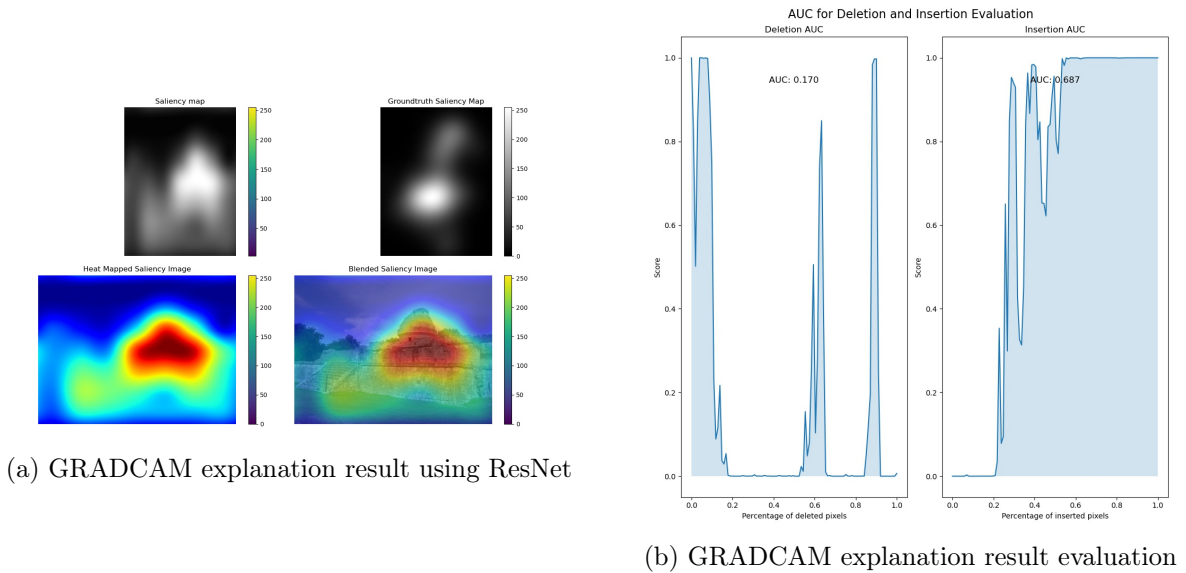 Saliency map
250
200
150
100
50
Groundtruth Saliency Map
250
200
150
100
50
0
Heat Mapped Saliency Image
250
200
150
100
50
0
Blended Saliency Image
250
200
150
100
50
0
(a) GRADCAM explanation result using ResNet
AUC for Deletion and Insertion Evaluation
Deletion AUC
AUC: 0.170
Score
1.0
0.8
0.6
0.4
0.2
0.0
0.0 0.2 0.4 0.6 0.8 1.0
Percentage of deleted pixels
Insertion AUC
AUC: 0.687
Score
1.0
0.8
0.6
0.4
0.2
0.0
0.0 0.2 0.4 0.6 0.8 1.0
Percentage of inserted pixels
(b) GRADCAM explanation result evaluation